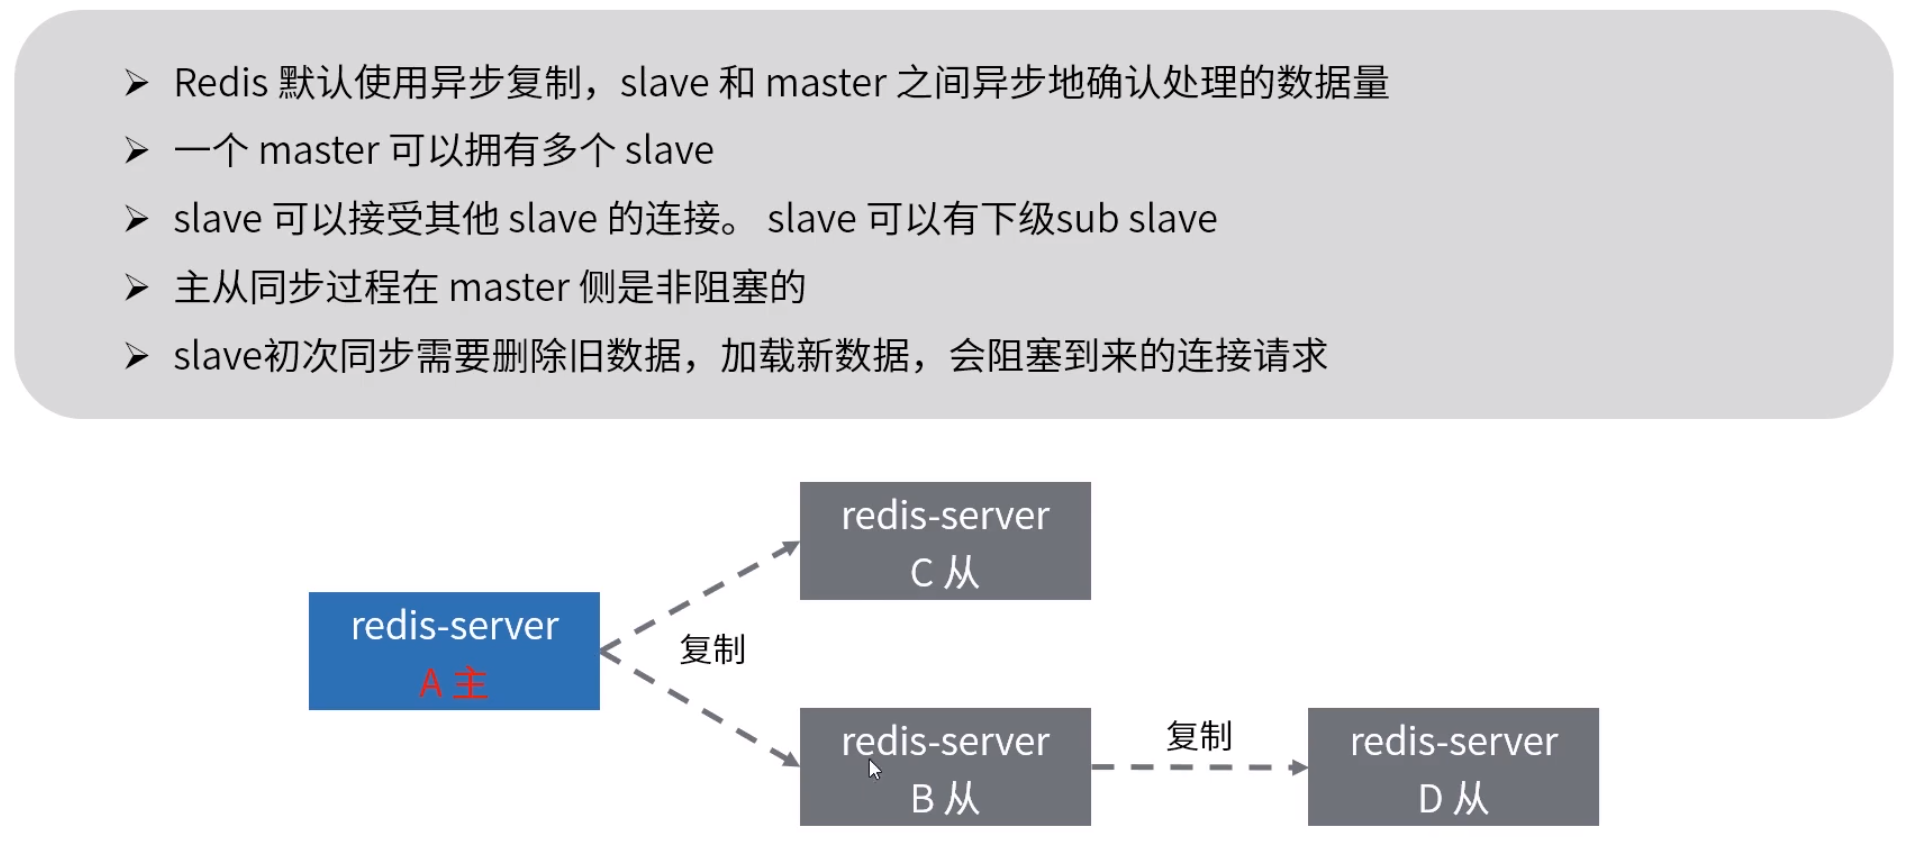 Redis 默认使用异步复制，slave 和 master 之间异步地确认处理的数据量
一个 master 可以拥有多个 slave
slave 可以接受其他 slave 的连接。 slave 可以有下级sub slave
主从同步过程在 master 侧是非阻塞的
slave初次同步需要删除旧数据，加载新数据，会阻塞到来的连接请求
redis-server
C 从
redis-server
A 主
复制
redis-server
B 从
复制
redis-server
D 从